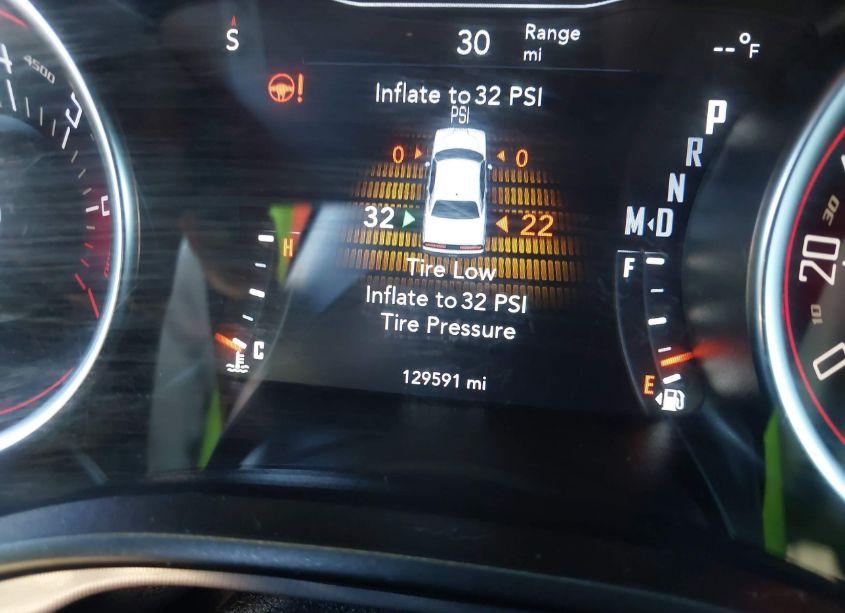 4500
S
30
Range
mi
--°F
Inflate to 32 PSI
PSI
P
R
N
M◂D
0
0
32
22
H
C
F
E
Tire Low
Inflate to 32 PSI
Tire Pressure
129591 mi
30
20
10
0